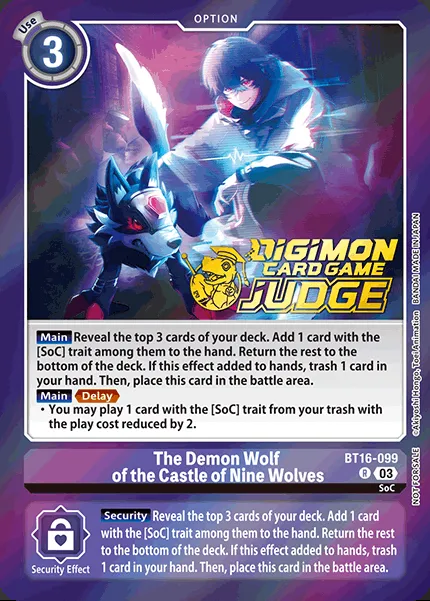 OPTION
Use
3
DIGIMON
CARD GAME
JUDGE
Main Reveal the top 3 cards of your deck. Add 1 card with the
[SoC] trait among them to the hand. Return the rest to the
bottom of the deck. If this effect added to hands, trash 1 card in
your hand. Then, place this card in the battle area.
Main Delay
・You may play 1 card with the [SoC] trait from your trash with
the play cost reduced by 2.
The Demon Wolf
of the Castle of Nine Wolves
BT16-099
R 03
SoC
Security Reveal the top 3 cards of your deck. Add 1 card
with the [SoC] trait among them to the hand. Return the rest
to the bottom of the deck. If this effect added to hands, trash
1 card in your hand. Then, place this card in the battle area.
Security Effect
NOT FOR SALE ©Akiyoshi Hongo, Toei Animation BANDAI MADE IN JAPAN